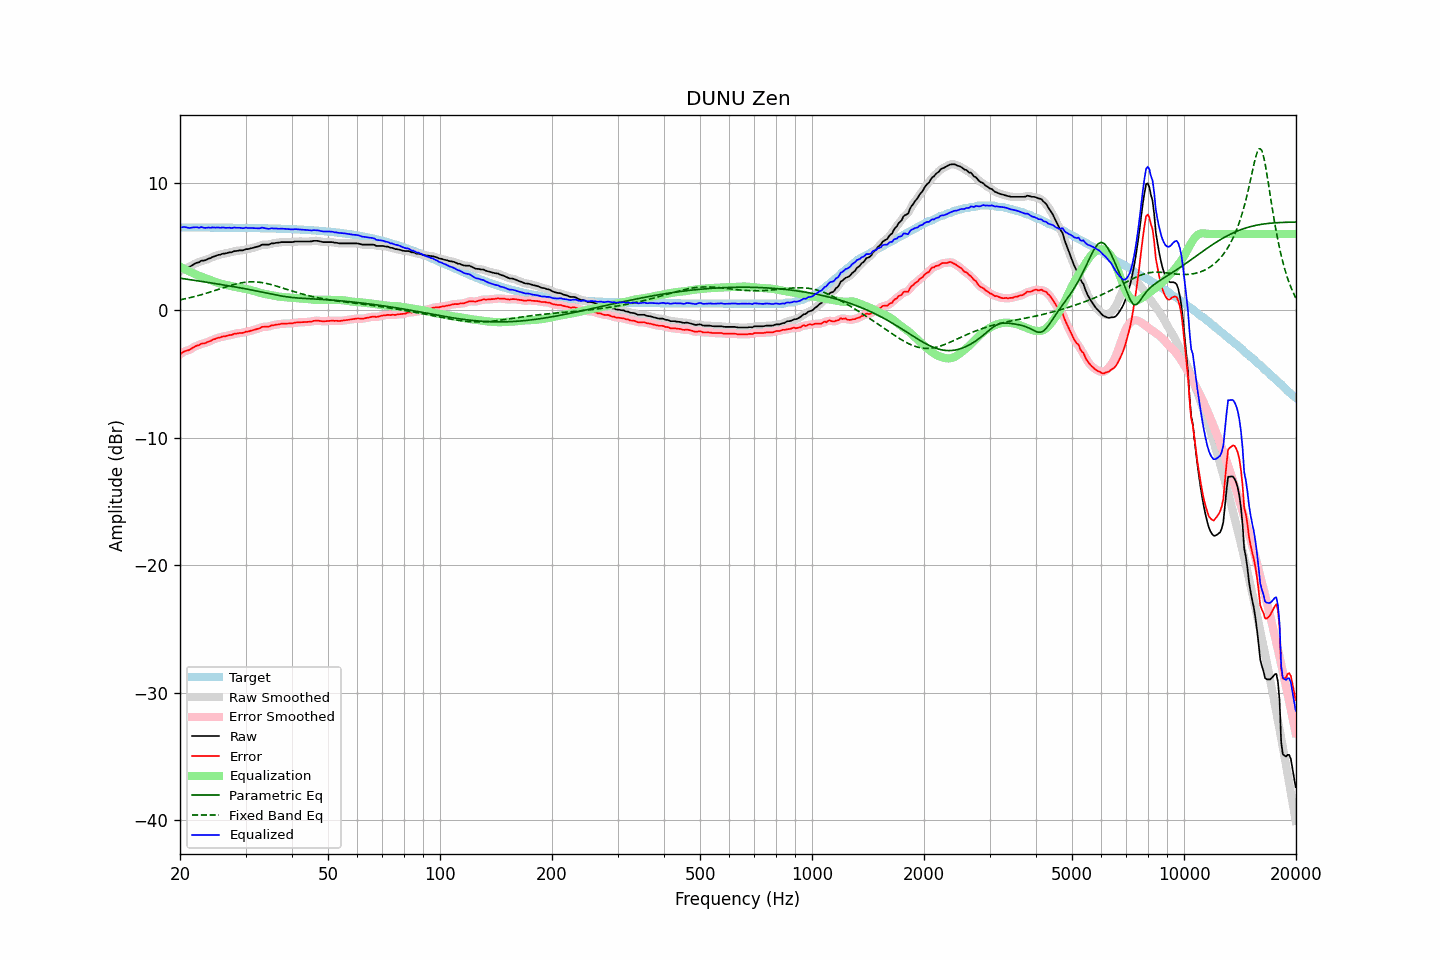 DUNU Zen
10
0
−10
−20
−30
−40
Amplitude (dBr)
Target
Raw Smoothed
Error Smoothed
Raw
Error
Equalization
Parametric Eq
Fixed Band Eq
Equalized
20 50 100 200 500 1000 2000 5000 10000 20000
Frequency (Hz)